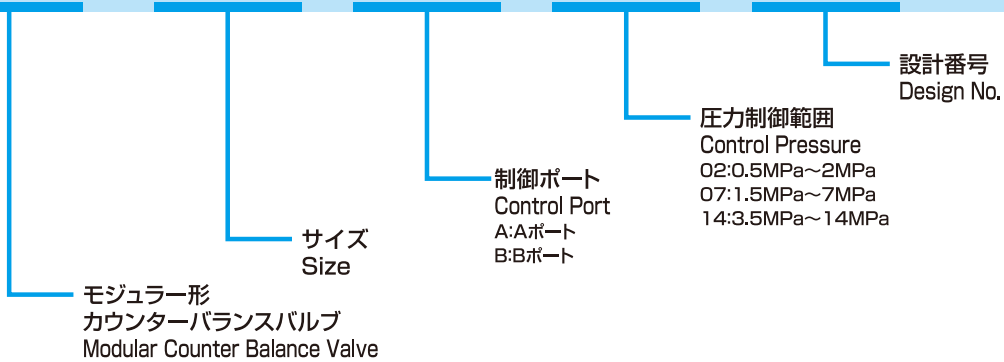 設計番号
Design No.
圧力制御範囲
Control Pressure
02:0.5MPa～2MPa
07:1.5MPa～7MPa
14:3.5MPa～14MPa
制御ポート
Control Port
A:Aポート
B:Bポート
サイズ
Size
モジュラー形
カウンターバランスバルブ
Modular Counter Balance Valve